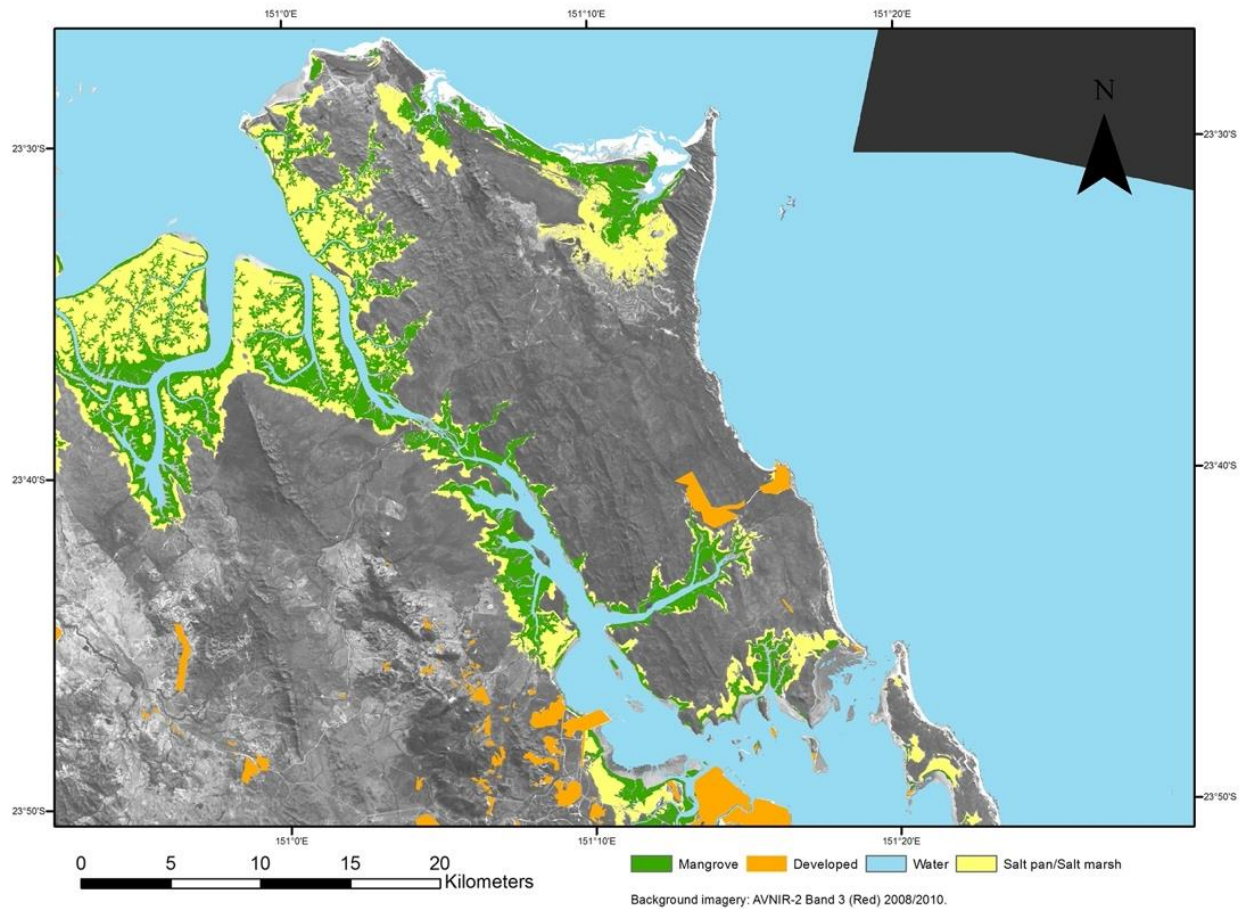 151°0'E 151°10'E 151°20'E
N
23°30'S 23°30'S
23°40'S 23°40'S
23°50'S 23°50'S
151°0'E 151°10'E 151°20'E
0 5 10 15 20
Kilometers
Mangrove Developed Water Salt pan/Salt marsh
Background imagery: AVNIR-2 Band 3 (Red) 2008/2010.